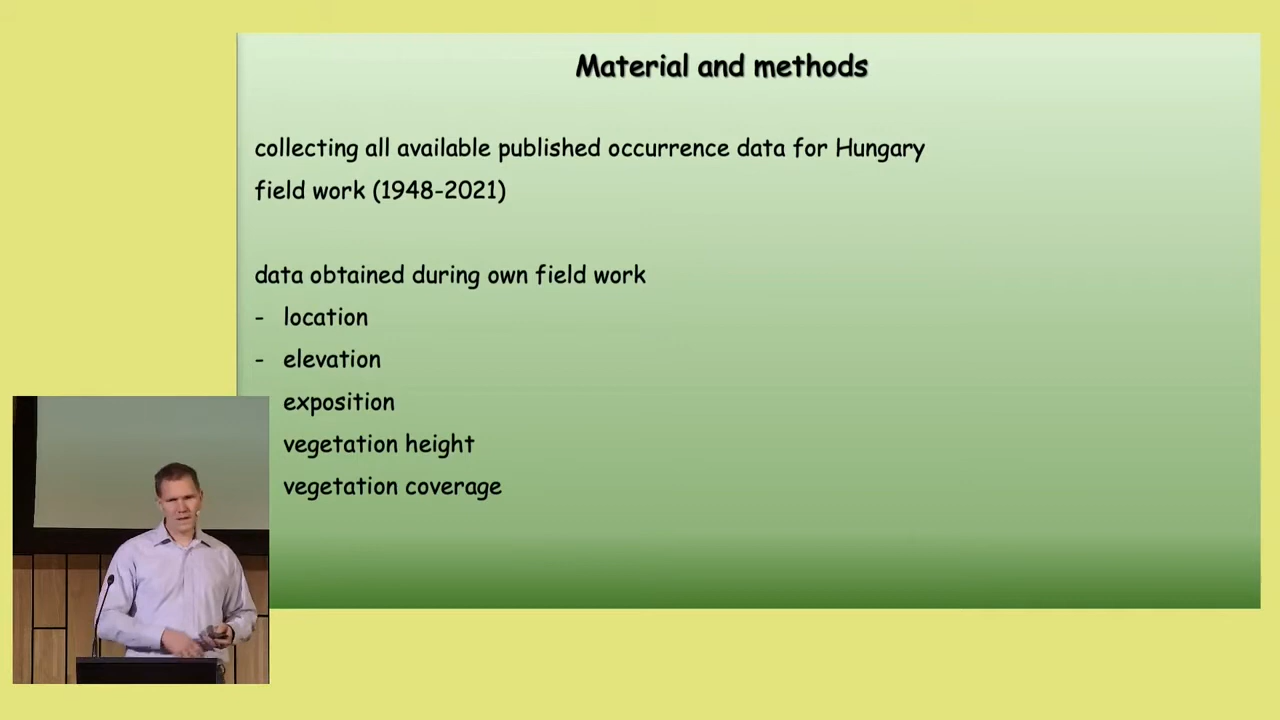 Material and methods
collecting all available published occurrence data for Hungary
field work (1948-2021)
data obtained during own field work
- location
- elevation
exposition
vegetation height
vegetation coverage